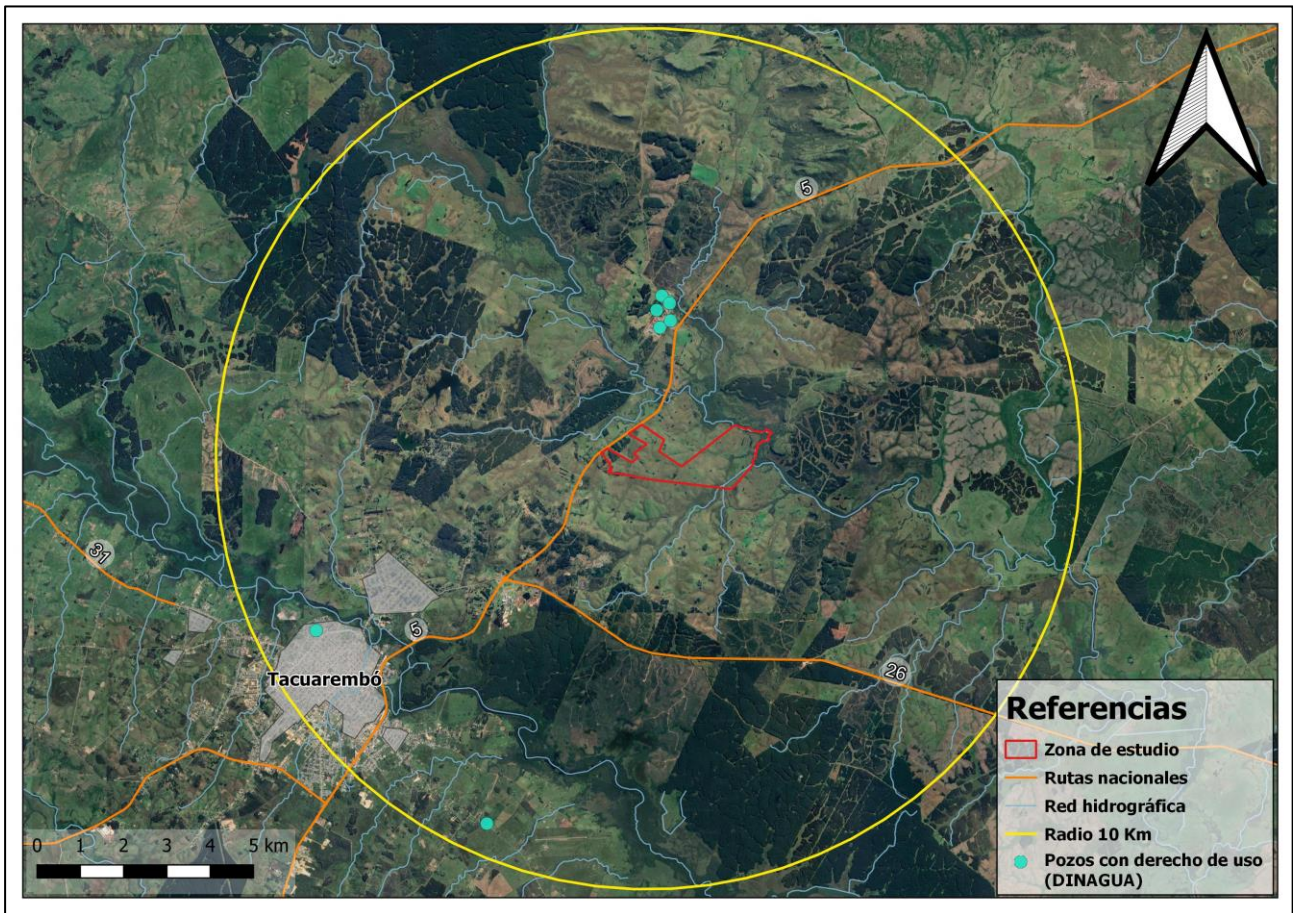 5
31
5
Tacuarembó
26
Referencias
Zona de estudio
Rutas nacionales
Red hidrográfica
Radio 10 Km
Pozos con derecho de uso
(DINAGUA)
0 1 2 3 4 5 km